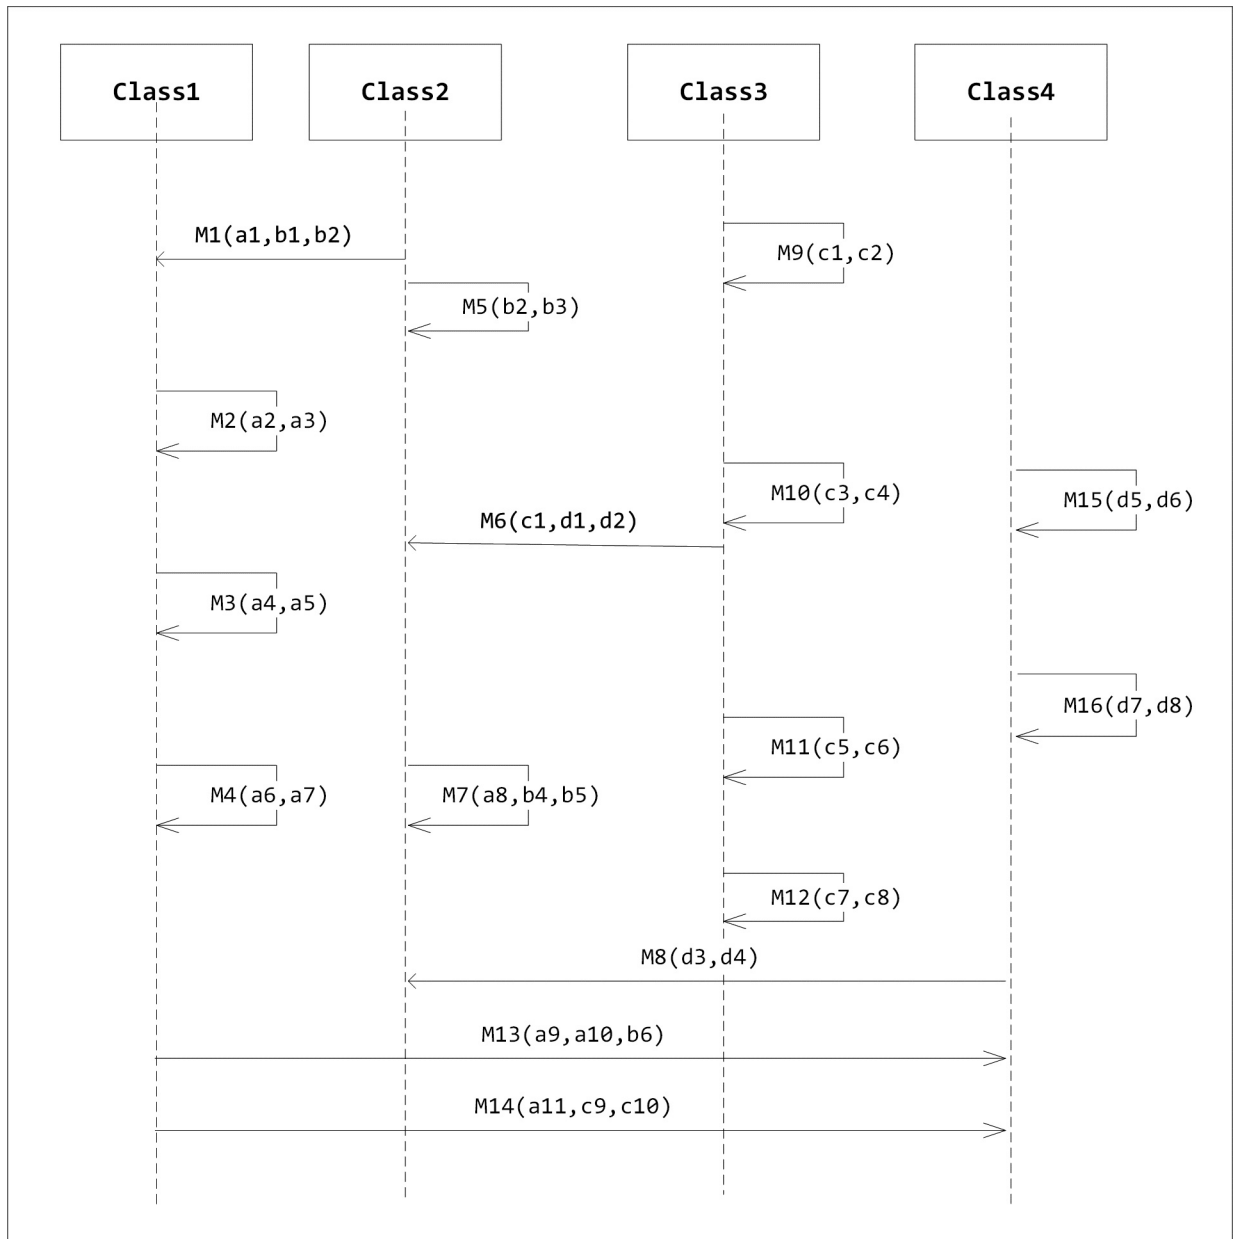 Class1
Class2
Class3
Class4
M1(a1,b1,b2)
M9(c1,c2)
M5(b2,b3)
M2(a2,a3)
M10(c3,c4)
M15(d5,d6)
M6(c1,d1,d2)
M3(a4,a5)
M16(d7,d8)
M11(c5,c6)
M4(a6,a7)
M7(a8,b4,b5)
M12(c7,c8)
M8(d3,d4)
M13(a9,a10,b6)
M14(a11,c9,c10)